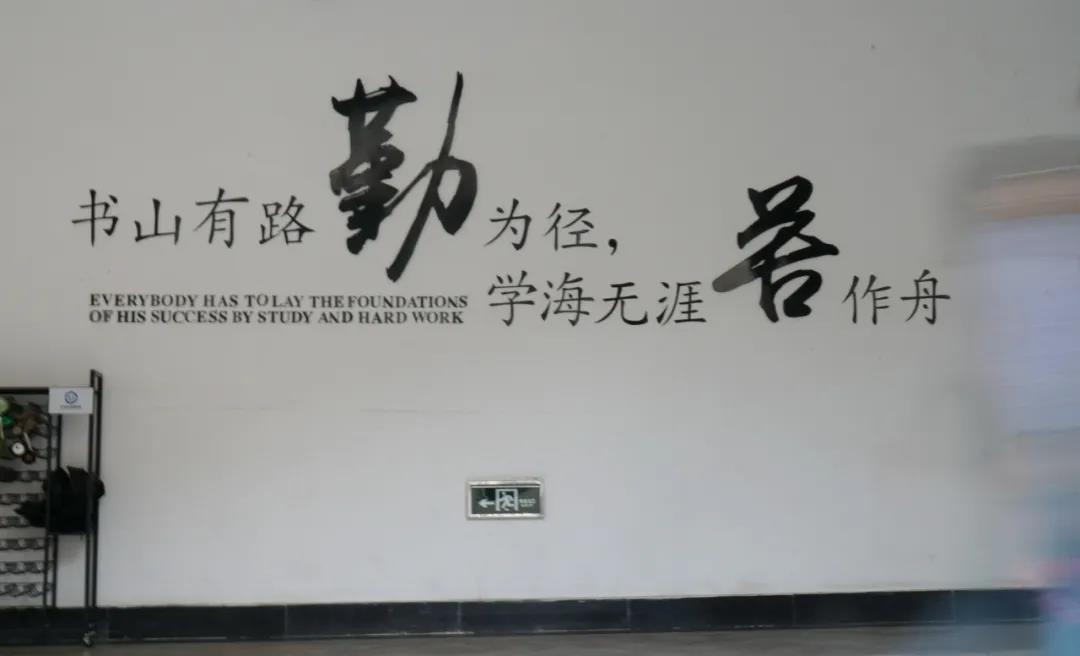 书山有路勤为径，
学海无涯苦作舟
EVERYBODY HAS TO LAY THE FOUNDATIONS
OF HIS SUCCESS BY STUDY AND HARD WORK